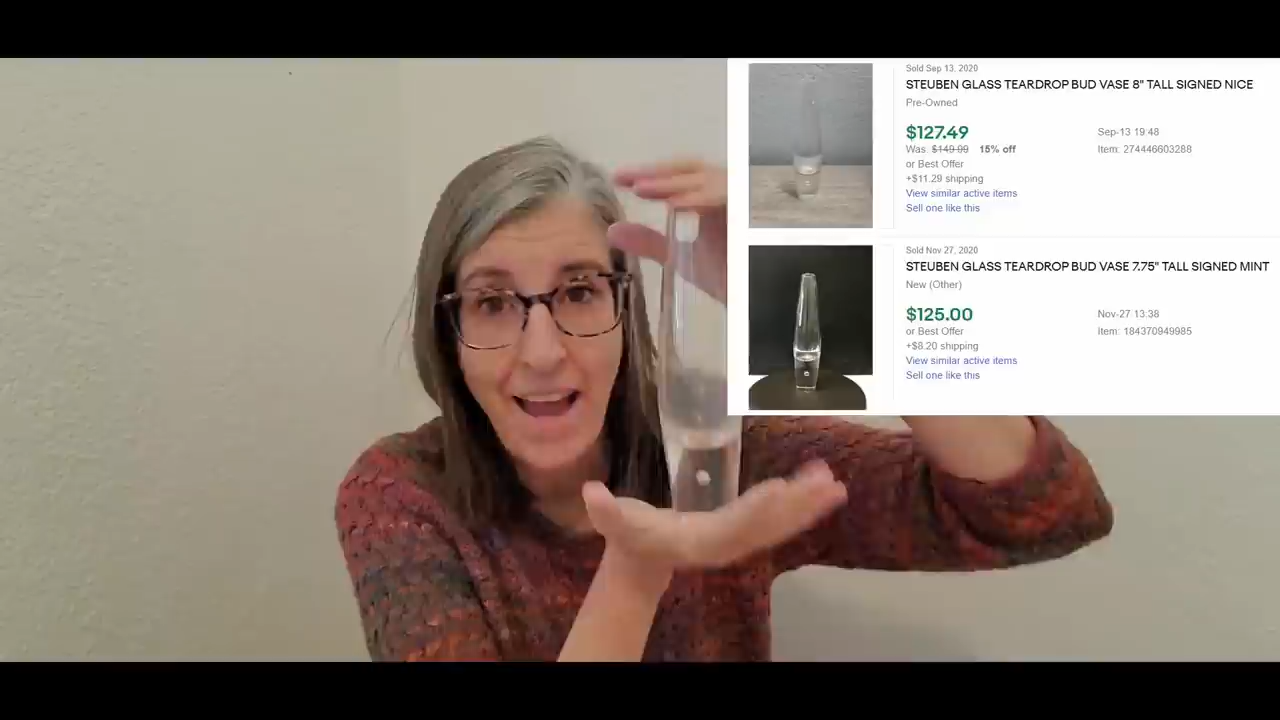 Sold Sep 13, 2020
STEUBEN GLASS TEARDROP BUD VASE 8" TALL SIGNED NICE
Pre-Owned
$127.49
Sep-13 19:48
Was $149.99 15% off
Item: 274446603288
or Best Offer
+$11.29 shipping
View similar active items
Sell one like this
Sold Nov 27, 2020
STEUBEN GLASS TEARDROP BUD VASE 7.75" TALL SIGNED MINT
New (Other)
$125.00
Nov-27 13:38
or Best Offer
Item: 184370949985
+$8.20 shipping
View similar active items
Sell one like this